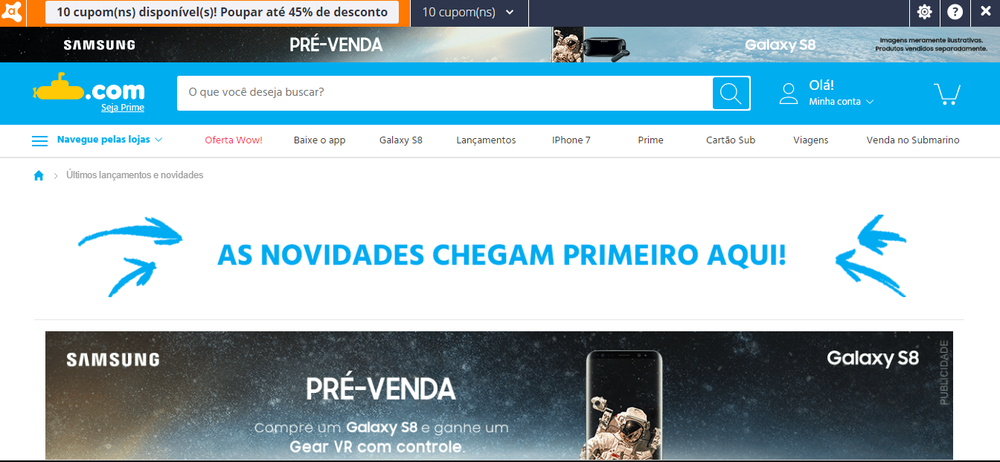 10 cupom(ns) disponível(s)! Poupar até 45% de desconto
10 cupom(ns)
SAMSUNG
PRÉ-VENDA
Galaxy S8
Imagens meramente ilustrativas.
Produtos vendidos separadamente.
.com
Seja Prime
O que você deseja buscar?
Olá!
Minha conta
Navegue pelas lojas
Oferta Wow!
Baixe o app
Galaxy S8
Lançamentos
IPhone 7
Prime
Cartão Sub
Viagens
Venda no Submarino
Últimos lançamentos e novidades
AS NOVIDADES CHEGAM PRIMEIRO AQUI!
SAMSUNG
PRÉ-VENDA
Compre um Galaxy S8 e ganhe um
Gear VR com controle.
Galaxy S8
PUBLICIDADE